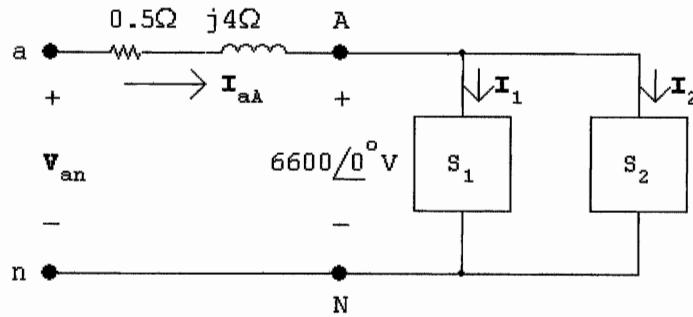 0.5Ω j4Ω A
a
I_aA I_1 I_2
+ +
V_an 6600/0° V S_1 S_2
− −
n
N